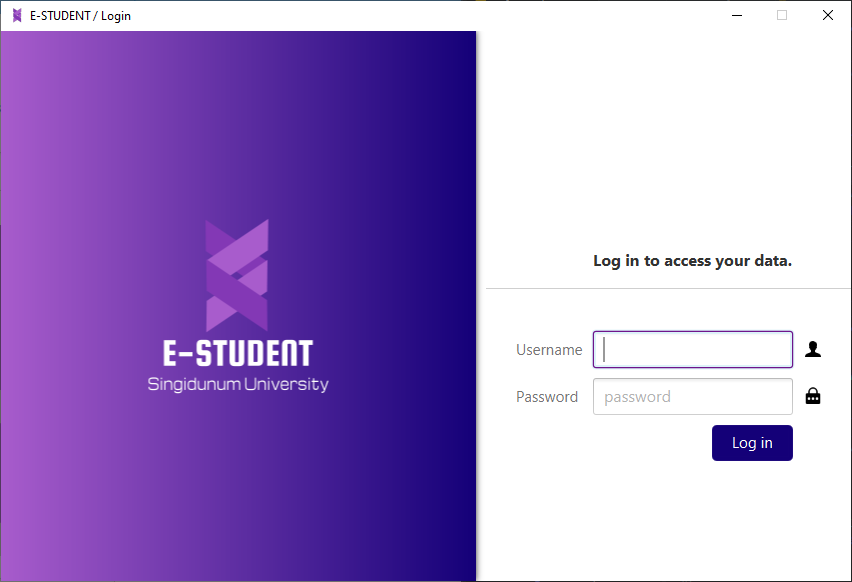 E-STUDENT / Login
E-STUDENT
Singidunum University
Log in to access your data.
Username
Password
password
Log in